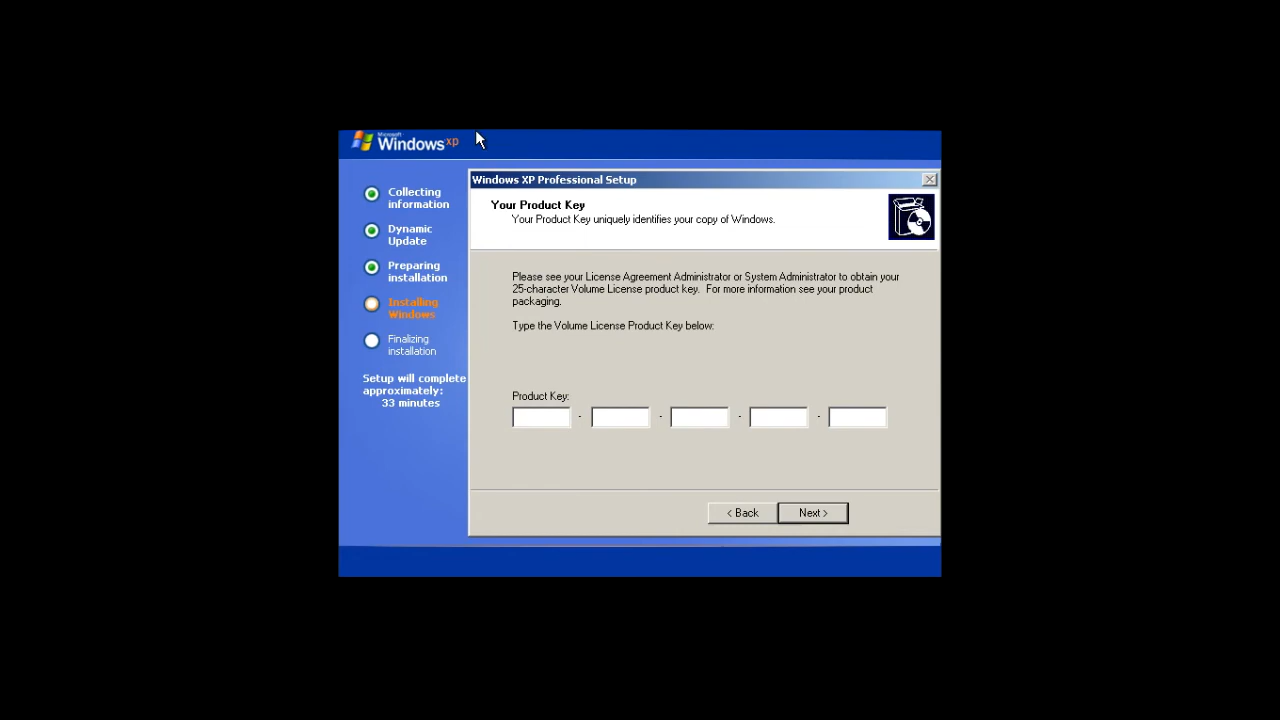 Microsoft
Windows xp
Collecting
information
Dynamic
Update
Preparing
installation
Installing
Windows
Finalizing
installation
Setup will complete
approximately:
33 minutes
Windows XP Professional Setup
Your Product Key
Your Product Key uniquely identifies your copy of Windows.
Please see your License Agreement Administrator or System Administrator to obtain your
25-character Volume License product key. For more information see your product
packaging.
Type the Volume License Product Key below:
Product Key:
- - - -
< Back Next >